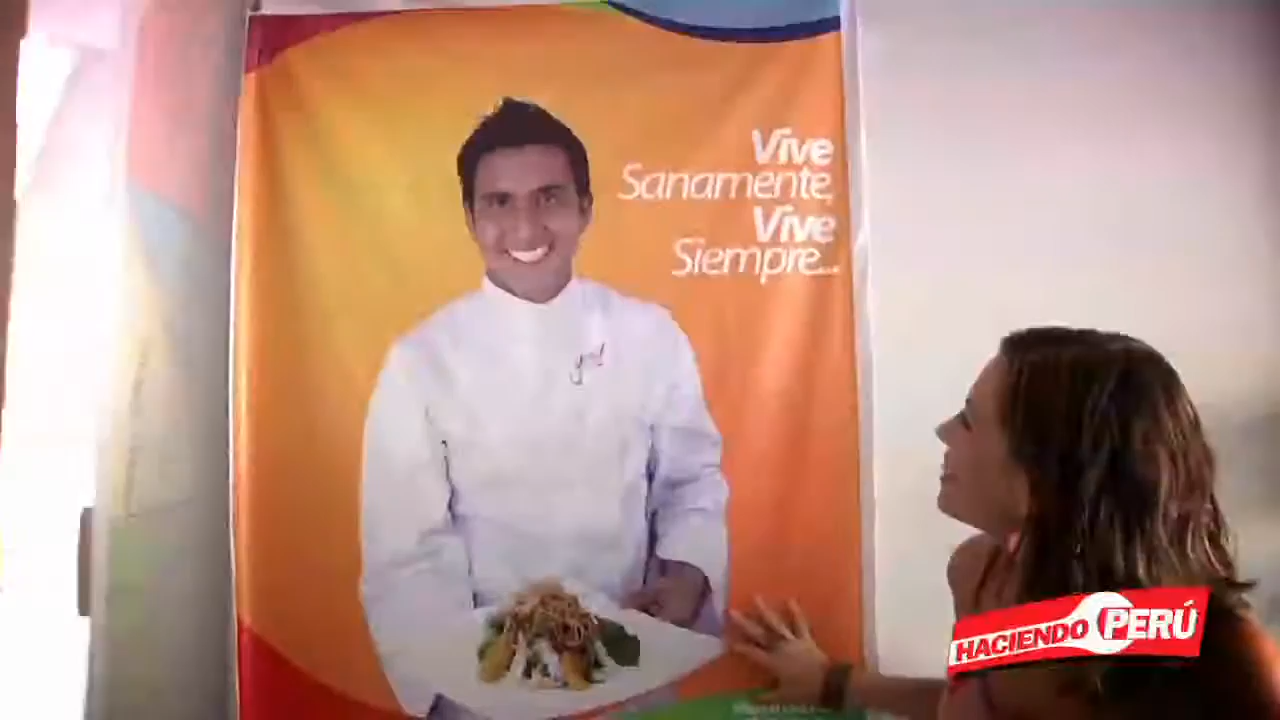 Vive
Sanamente,
Vive
Siempre...
HACIENDO PERÚ